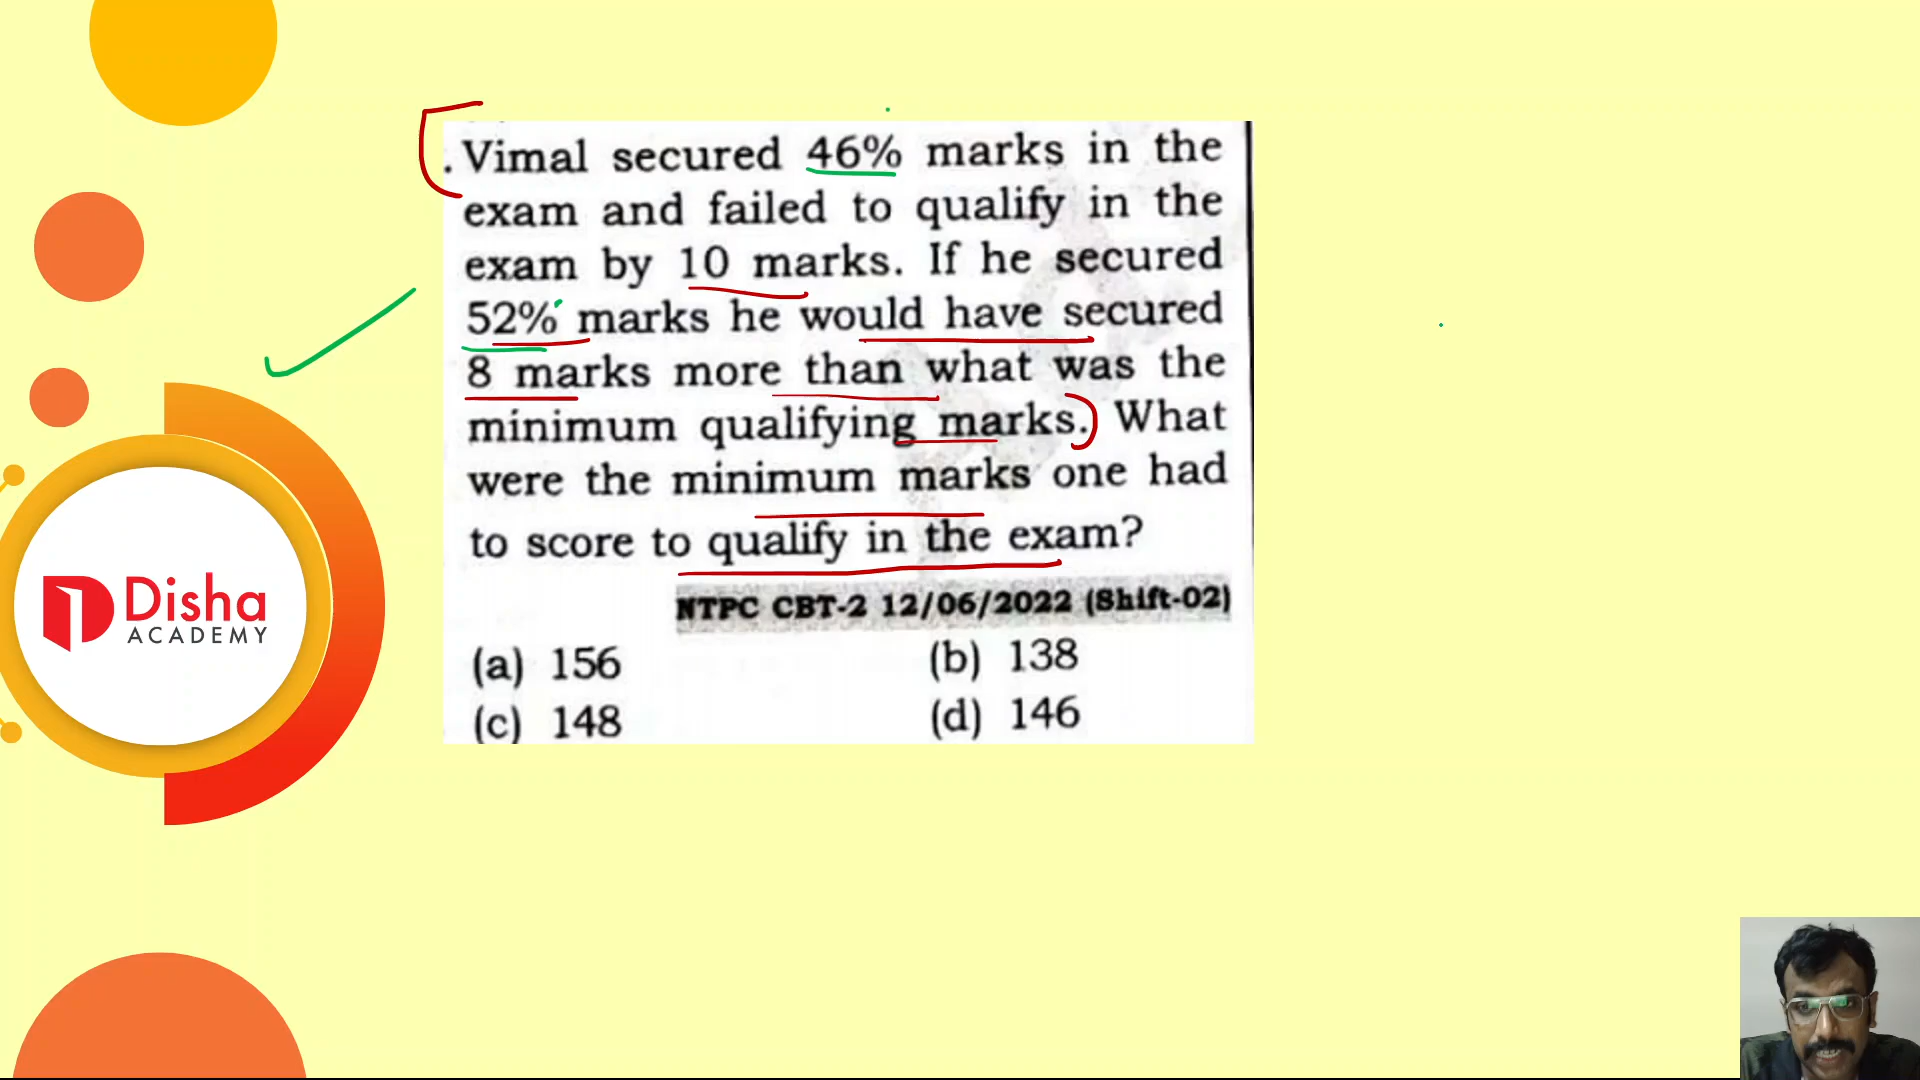 . Vimal secured 46% marks in the
exam and failed to qualify in the
exam by 10 marks. If he secured
52% marks he would have secured
8 marks more than what was the
minimum qualifying marks. What
were the minimum marks one had
to score to qualify in the exam?
NTPC CBT-2 12/06/2022 (Shift-02)
(a) 156 (b) 138
(c) 148 (d) 146
Disha
ACADEMY